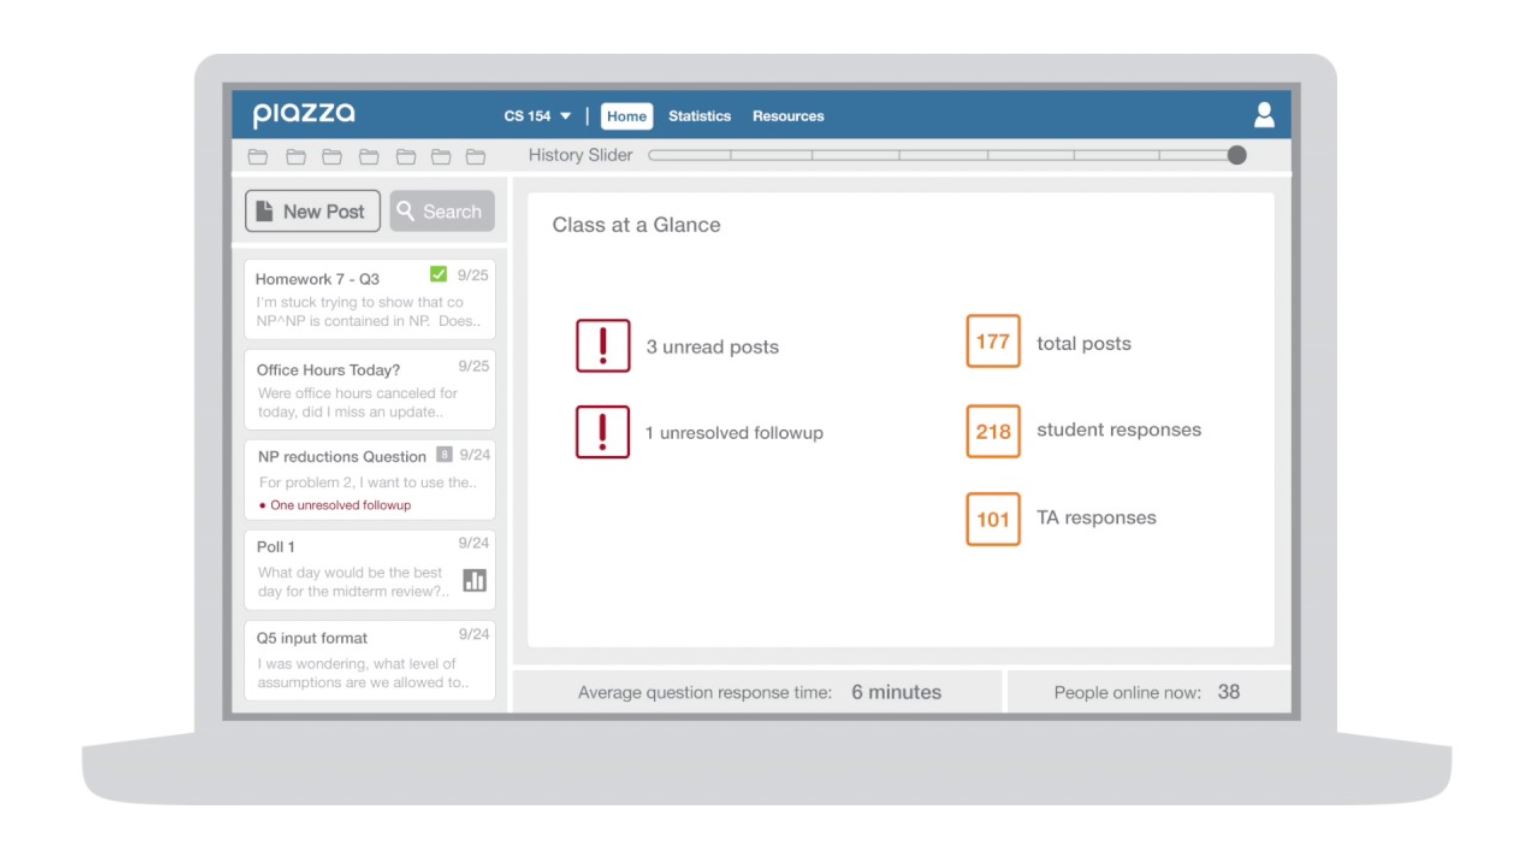 piazza
CS 154 | Home Statistics Resources
History Slider
New Post
Search
Homework 7 - Q3 9/25
I'm stuck trying to show that co
NP^NP is contained in NP. Does..
Office Hours Today? 9/25
Were office hours canceled for
today, did I miss an update..
NP reductions Question 8 9/24
For problem 2, I want to use the..
• One unresolved followup
Poll 1 9/24
What day would be the best
day for the midterm review?..
Q5 input format 9/24
I was wondering, what level of
assumptions are we allowed to..
Class at a Glance
! 3 unread posts
! 1 unresolved followup
177 total posts
218 student responses
101 TA responses
Average question response time: 6 minutes
People online now: 38